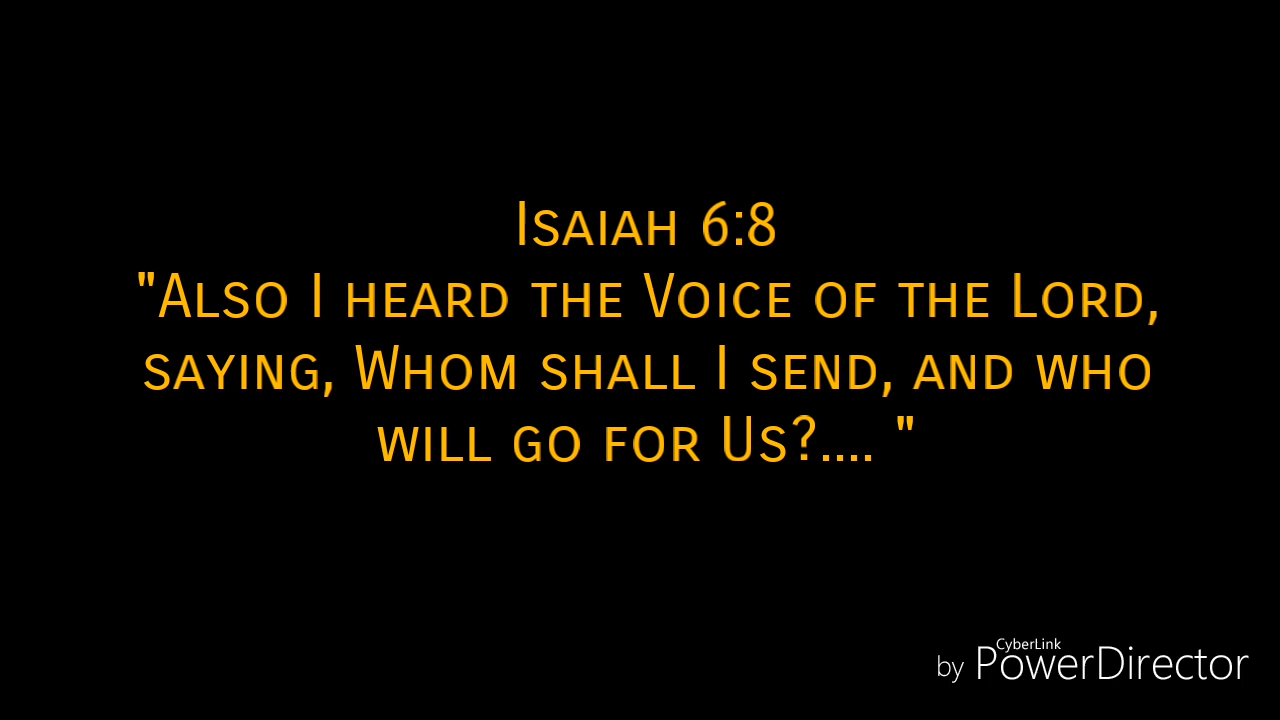 Isaiah 6:8
"Also I heard the Voice of the Lord,
saying, Whom shall I send, and who
will go for Us?.... "
by CyberLink PowerDirector